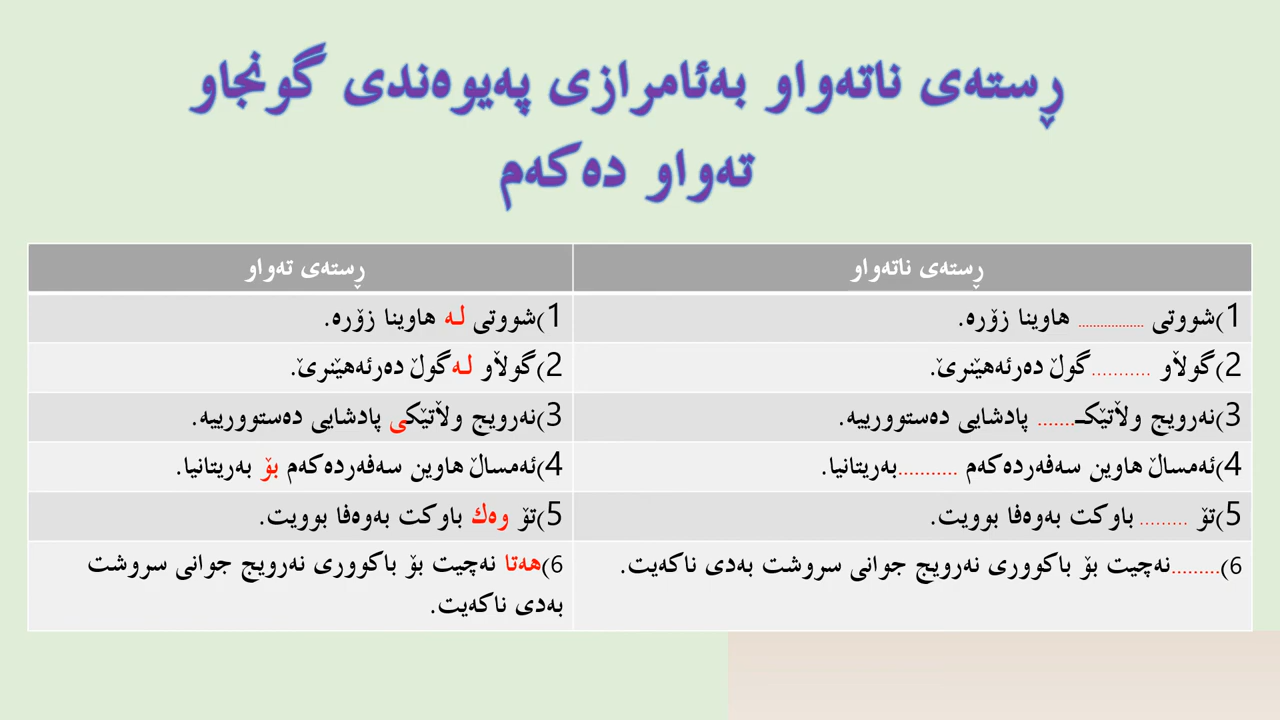 ڕستەی ناتەواو بەئامرازی پەیوەندی گونجاو
تەواو دەکەم
ڕستەی ناتەواو
ڕستەی تەواو
1)شووتی .................. هاوینا زۆرە.
1)شووتی لـە هاوینا زۆرە.
2)گوڵاو ...........گوڵ دەرئەهێنرێ.
2)گوڵاو لـەگوڵ دەرئەهێنرێ.
3)نەرویج وڵاتێکـ....... پادشایی دەستوورییە.
3)نەرویج وڵاتێکی پادشایی دەستوورییە.
4)ئەمساڵ هاوین سەفەردەکەم ...........بەریتانیا.
4)ئەمساڵ هاوین سەفەردەکەم بۆ بەریتانیا.
5)تۆ ......... باوکت بەوەفا بوویت.
5)تۆ وەك باوکت بەوەفا بوویت.
6).........نەچیت بۆ باکووری نەرویج جوانی سروشت بەدی ناکەیت.
6)هەتا نەچیت بۆ باکووری نەرویج جوانی سروشت
بەدی ناکەیت.